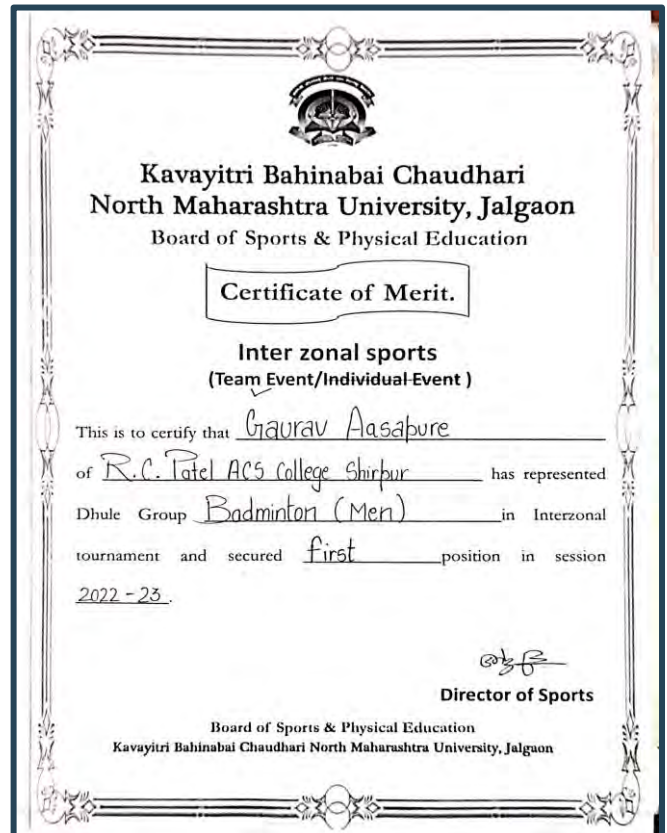 Kavayitri Bahinabai Chaudhari
North Maharashtra University, Jalgaon
Board of Sports & Physical Education
Certificate of Merit.
Inter zonal sports
(Team Event/Individual Event )
This is to certify that Gaurav Aasapure
of R.C. Patel ACS College Shirpur has represented
Dhule Group Badminton (Men) in Interzonal
tournament and secured first position in session
2022-23.
Director of Sports
Board of Sports & Physical Education
Kavayitri Bahinabai Chaudhari North Maharashtra University, Jalgaon